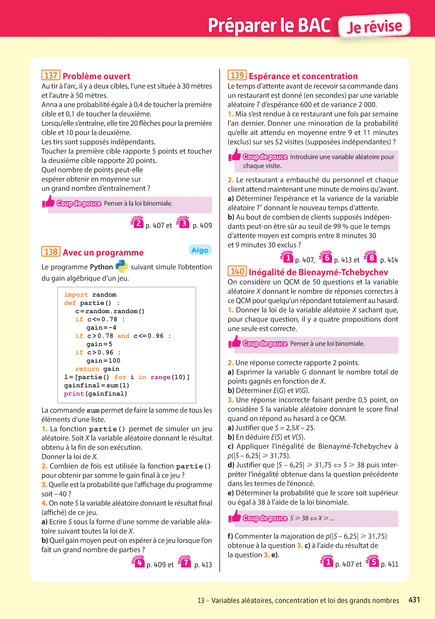 Préparer le BAC Je révise
137 Problème ouvert
Au tir à l'arc, il y a deux cibles, l'une est située à 30 mètres
et l'autre à 50 mètres.
Anna a une probabilité égale à 0,4 de toucher la première
cible et 0,1 de toucher la deuxième.
Lorsqu'elle s'entraîne, elle tire 20 flèches pour la première
cible et 10 pour la deuxième.
Les tirs sont supposés indépendants.
Toucher la première cible rapporte 5 points et toucher
la deuxième cible rapporte 20 points.
Quel nombre de points peut-elle
espérer obtenir en moyenne sur
un grand nombre d'entraînement ?
Coup de pouce Penser à la loi binomiale.
2 p. 407 et 3 p. 409
138 Avec un programme
Algo
Le programme Python suivant simule l'obtention
du gain algébrique d'un jeu.
import random
def partie() :
c=random.random()
if c<=0.78 :
gain=-4
if c>0.78 and c<=0.96 :
gain=5
if c>0.96 :
gain=100
return gain
l=[partie() for i in range(10)]
gainfinal=sum(l)
print(gainfinal)
La commande sum permet de faire la somme de tous les
éléments d'une liste.
1. La fonction partie() permet de simuler un jeu
aléatoire. Soit X la variable aléatoire donnant le résultat
obtenu à la fin de son exécution.
Donner la loi de X.
2. Combien de fois est utilisée la fonction partie()
pour obtenir par somme le gain final à ce jeu ?
3. Quelle est la probabilité que l'affichage du programme
soit – 40 ?
4. On note S la variable aléatoire donnant le résultat final
(affiché) de ce jeu.
a) Ecrire S sous la forme d'une somme de variable aléa-
toire suivant toutes la loi de X.
b) Quel gain moyen peut-on espérer à ce jeu lorsque l'on
fait un grand nombre de parties ?
4 p. 409 et 7 p. 413
139 Espérance et concentration
Le temps d'attente avant de recevoir sa commande dans
un restaurant est donné (en secondes) par une variable
aléatoire T d'espérance 600 et de variance 2 000.
1. Mia s'est rendue à ce restaurant une fois par semaine
l'an dernier. Donner une minoration de la probabilité
qu'elle ait attendu en moyenne entre 9 et 11 minutes
(exclus) sur ses 52 visites (supposées indépendantes) ?
Coup de pouce Introduire une variable aléatoire pour
chaque visite.
2. Le restaurant a embauché du personnel et chaque
client attend maintenant une minute de moins qu'avant.
a) Déterminer l'espérance et la variance de la variable
aléatoire T' donnant le nouveau temps d'attente.
b) Au bout de combien de clients supposés indépen-
dants peut-on être sûr au seuil de 99 % que le temps
d'attente moyen est compris entre 8 minutes 30
et 9 minutes 30 exclus ?
1 p. 407, 6 p. 413 et 8 p. 414
140 Inégalité de Bienaymé-Tchebychev
On considère un QCM de 50 questions et la variable
aléatoire X donnant le nombre de réponses correctes à
ce QCM pour quelqu'un répondant totalement au hasard.
1. Donner la loi de la variable aléatoire X sachant que,
pour chaque question, il y a quatre propositions dont
une seule est correcte.
Coup de pouce Penser à une loi binomiale.
2. Une réponse correcte rapporte 2 points.
a) Exprimer la variable G donnant le nombre total de
points gagnés en fonction de X.
b) Déterminer E(G) et V(G).
3. Une réponse incorrecte faisant perdre 0,5 point, on
considère S la variable aléatoire donnant le score final
quand on répond au hasard à ce QCM.
a) Justifier que S = 2,5X – 25.
b) En déduire E(S) et V(S).
c) Appliquer l'inégalité de Bienaymé-Tchebychev à
p(|S – 6,25| ⩾ 31,75).
d) Justifier que |S – 6,25| ⩾ 31,75 ⇔ S ⩾ 38 puis inter-
préter l'inégalité obtenue dans la question précédente
dans les termes de l'énoncé.
e) Déterminer la probabilité que le score soit supérieur
ou égal à 38 à l'aide de la loi binomiale.
Coup de pouce S ⩾ 38 ⇔ X ⩾ ...
f) Commenter la majoration de p(|S – 6,25| ⩾ 31,75)
obtenue à la question 3. c) à l'aide du résultat de
la question 3. e).
1 p. 407 et 5 p. 411
13 • Variables aléatoires, concentration et loi des grands nombres 431